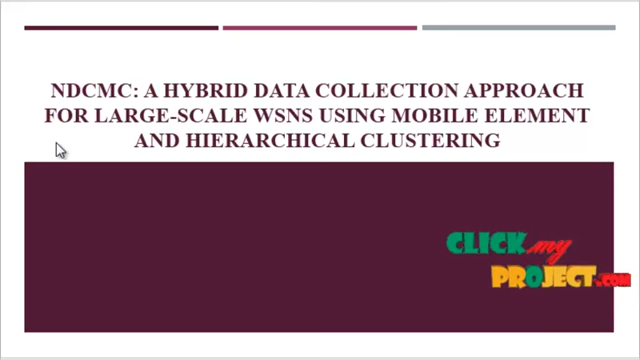 NDCMC: A HYBRID DATA COLLECTION APPROACH
FOR LARGE-SCALE WSNS USING MOBILE ELEMENT
AND HIERARCHICAL CLUSTERING
CLICK my
PROJECT.COM